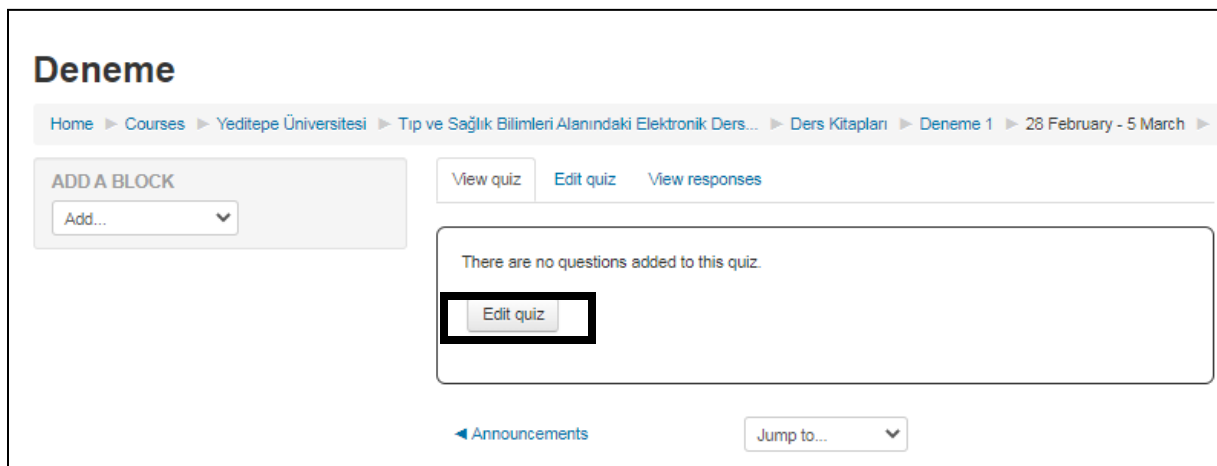 Deneme
Home ▶ Courses ▶ Yeditepe Üniversitesi ▶ Tıp ve Sağlık Bilimleri Alanındaki Elektronik Ders... ▶ Ders Kitapları ▶ Deneme 1 ▶ 28 February - 5 March ▶
ADD A BLOCK
Add...
View quiz Edit quiz View responses
There are no questions added to this quiz.
Edit quiz
◀ Announcements
Jump to...